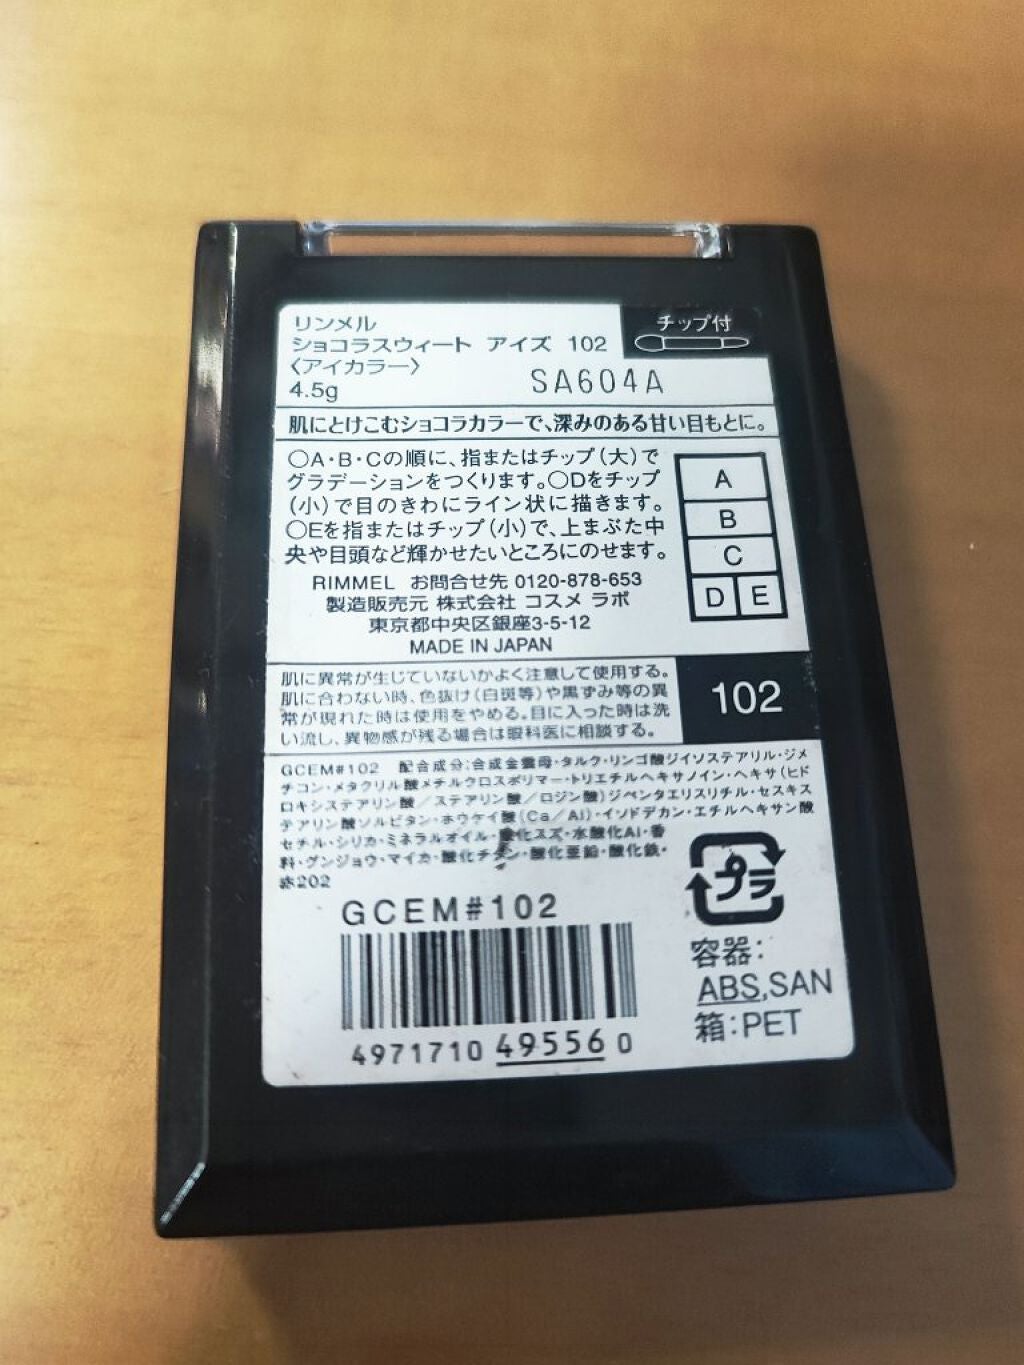 リンメル
ショコラスウィート アイズ 102
〈アイカラー〉
4.5g
SA604A
チップ付
肌にとけこむショコラカラーで、深みのある甘い目もとに。
○A・B・Cの順に、指またはチップ(大)で
グラデーションをつくります。○Dをチップ
(小)で目のきわにライン状に描きます。
○Eを指またはチップ(小)で、上まぶた中
央や目頭など輝かせたいところにのせます。
A
B
C
D E
RIMMEL お問合せ先 0120-878-653
製造販売元 株式会社 コスメ ラボ
東京都中央区銀座3-5-12
MADE IN JAPAN
肌に異常が生じていないかよく注意して使用する。
肌に合わない時、色抜け(白斑等)や黒ずみ等の異
常が現れた時は使用をやめる。目に入った時は洗
い流し、異物感が残る場合は眼科医に相談する。
102
GCEM#102 配合成分:合成金雲母・タルク・リンゴ酸ジイソステアリル・ジメ
チコン・メタクリル酸メチルクロスポリマー・トリエチルヘキサノイン・ヘキサ(ヒド
ロキシステアリン酸/ステアリン酸/ロジン酸)ジペンタエリスリチル・セスキス
テアリン酸ソルビタン・ホウケイ酸(Ca/Al)・イソドデカン・エチルヘキサン酸
セチル・シリカ・ミネラルオイル・酸化スズ・水酸化Al・香
料・グンジョウ・マイカ・酸化チタン・酸化亜鉛・酸化鉄・
赤202
GCEM#102
4971710 495560
プラ
容器:
ABS,SAN
箱:PET